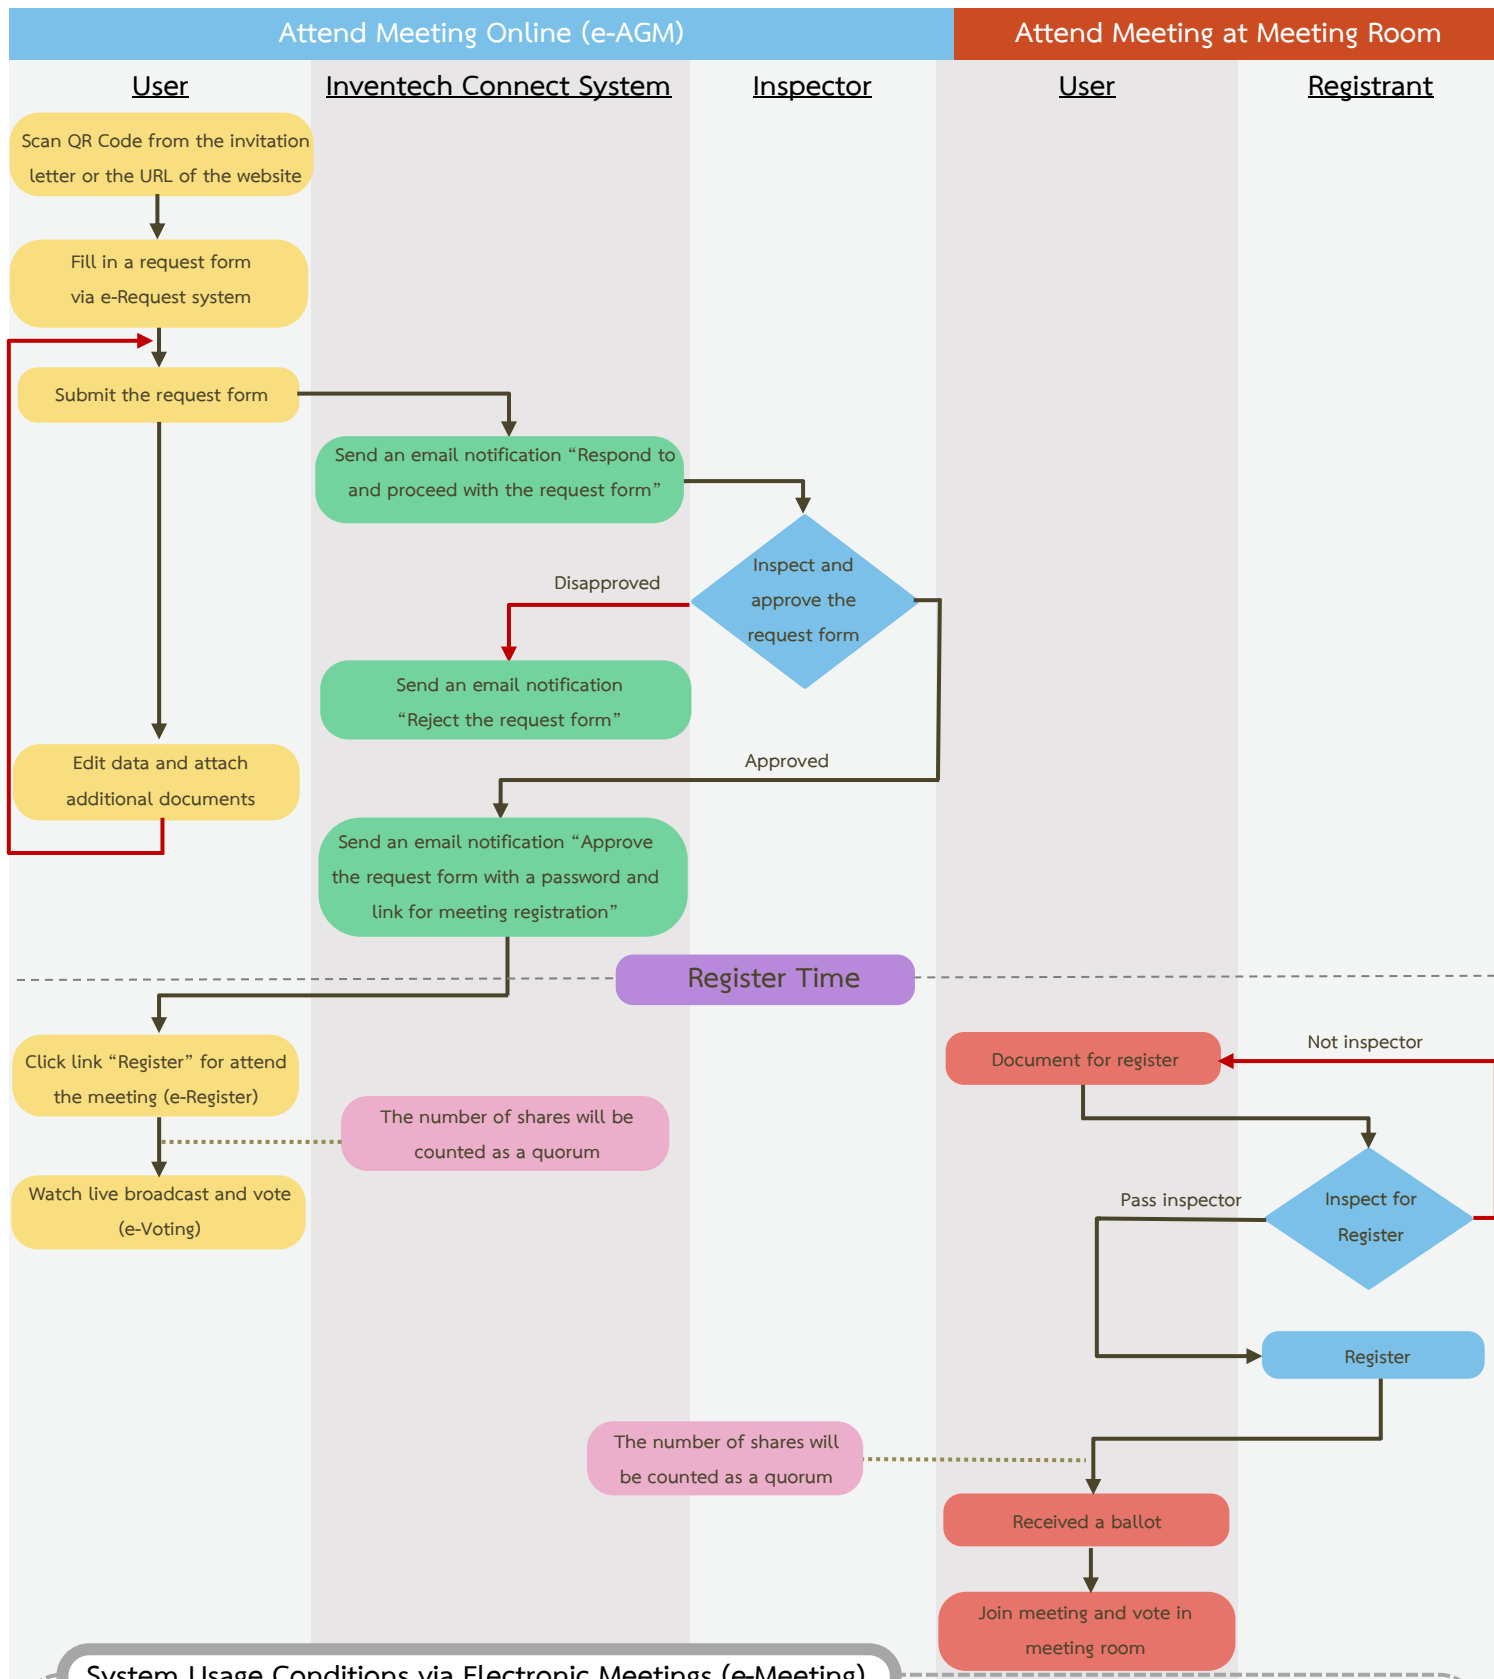 Attend Meeting Online (e-AGM)
Attend Meeting at Meeting Room
User
Inventech Connect System
Inspector
User
Registrant
Scan QR Code from the invitation
letter or the URL of the website
Fill in a request form
via e-Request system
Submit the request form
Send an email notification “Respond to
and proceed with the request form”
Inspect and
approve the
request form
Disapproved
Send an email notification
“Reject the request form”
Approved
Edit data and attach
additional documents
Send an email notification “Approve
the request form with a password and
link for meeting registration”
Register Time
Click link “Register” for attend
the meeting (e-Register)
The number of shares will be
counted as a quorum
Watch live broadcast and vote
(e-Voting)
Document for register
Not inspector
Pass inspector
Inspect for
Register
Register
The number of shares will
be counted as a quorum
Received a ballot
Join meeting and vote in
meeting room
System Usage Conditions via Electronic Meetings (e-Meeting)